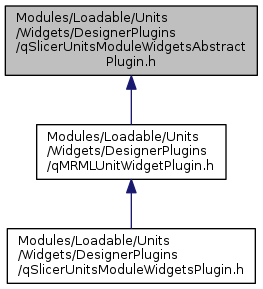 Modules/Loadable/Units
/Widgets/DesignerPlugins
/qSlicerUnitsModuleWidgetsAbstract
Plugin.h
Modules/Loadable/Units
/Widgets/DesignerPlugins
/qMRMLUnitWidgetPlugin.h
Modules/Loadable/Units
/Widgets/DesignerPlugins
/qSlicerUnitsModuleWidgetsPlugin.h